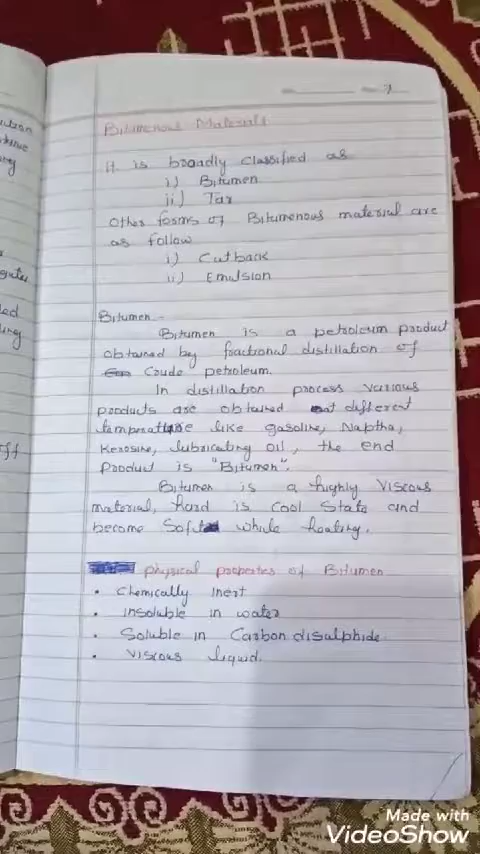 7
Bitumenous Materials
It is broadly classified as
i) Bitumen
ii) Tar
Other forms of Bitumenous material are
as follow
i) Cutback
ii) Emulsion
Bitumen -
Bitumen is a petroleum product
obtained by fractional distillation of
Crude petroleum.
In distillation process various
products are obtained at different
temperature like gasoline, Naptha,
Kerosine, lubricating oil, the end
Product is "Bitumen".
Bitumen is a highly Viscous
material, hard is Cool State and
become Soft while heating.
physical properties of Bitumen
• Chemically Inert
• Insoluble in water
• Soluble in Carbon disulphide
• Viscous liquid.
Made with
VideoShow